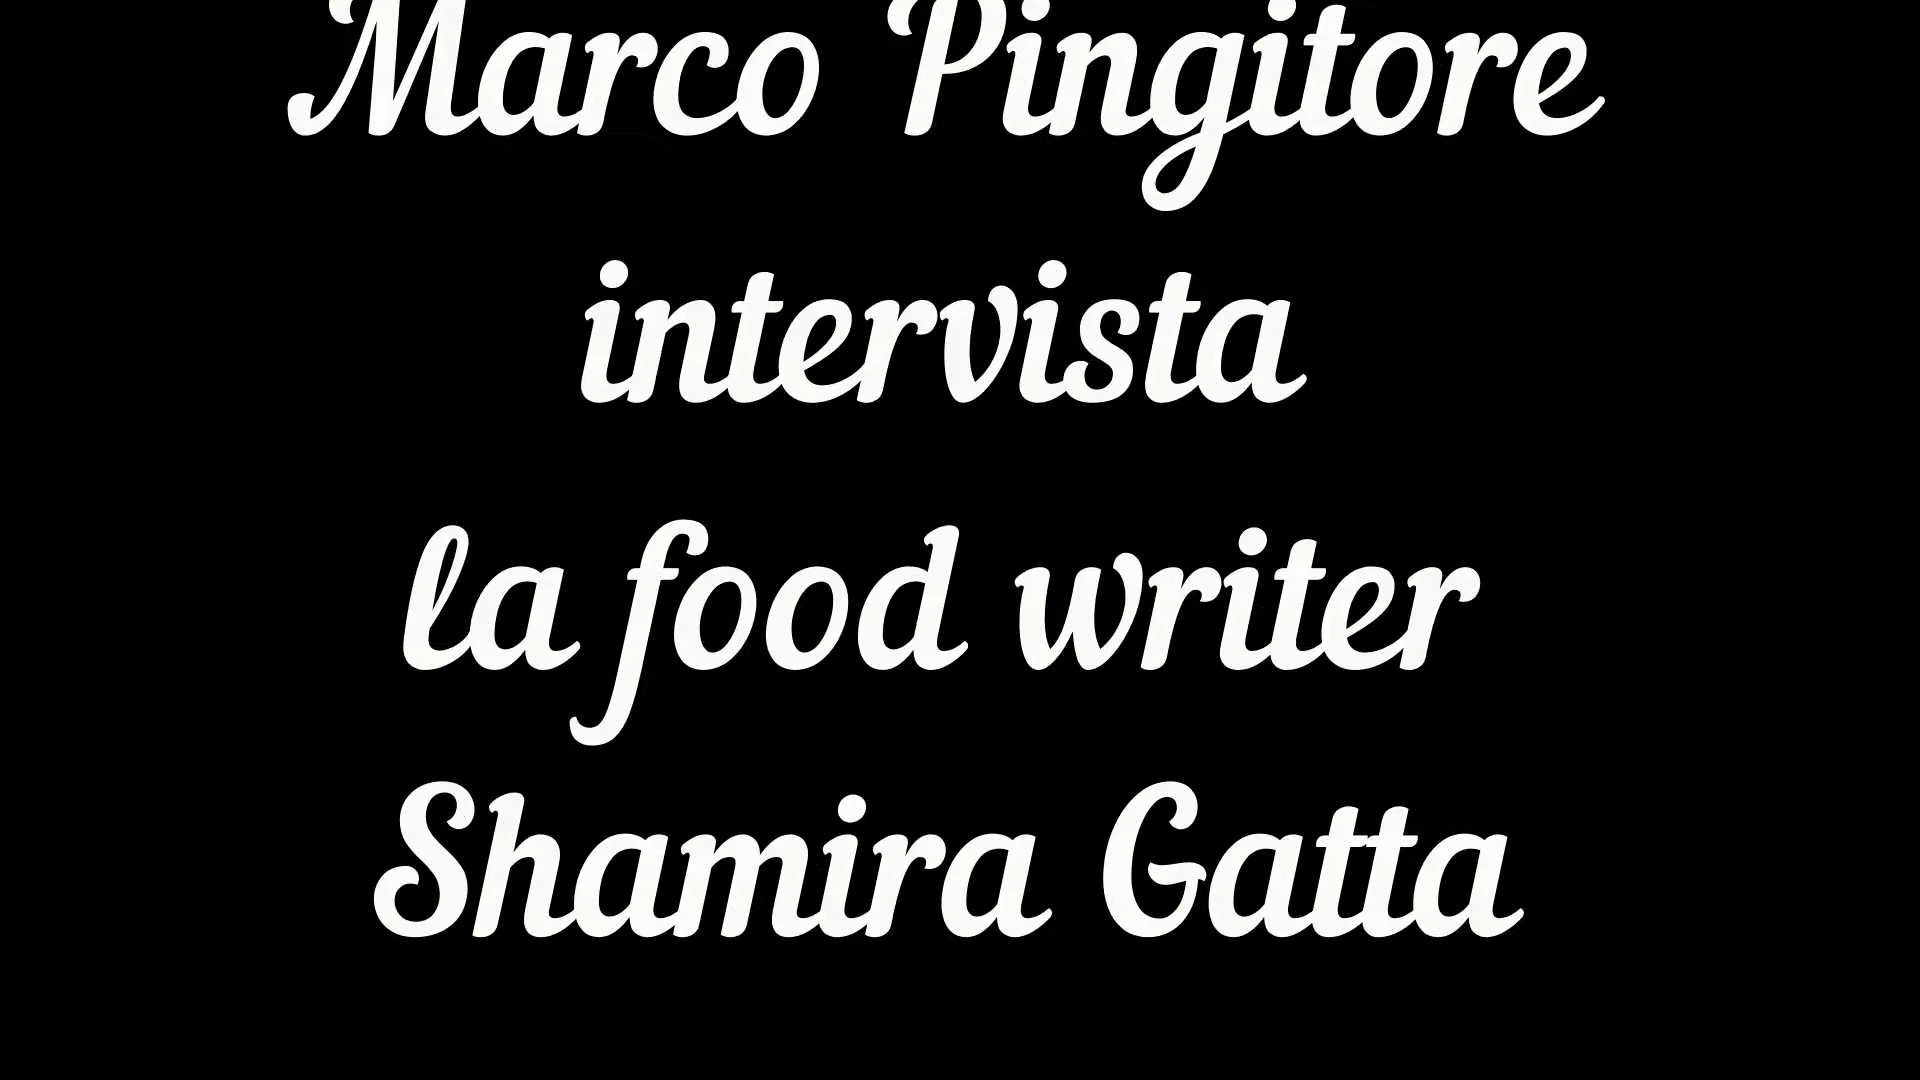 Marco Pingitore
intervista
la food writer
Shamira Gatta